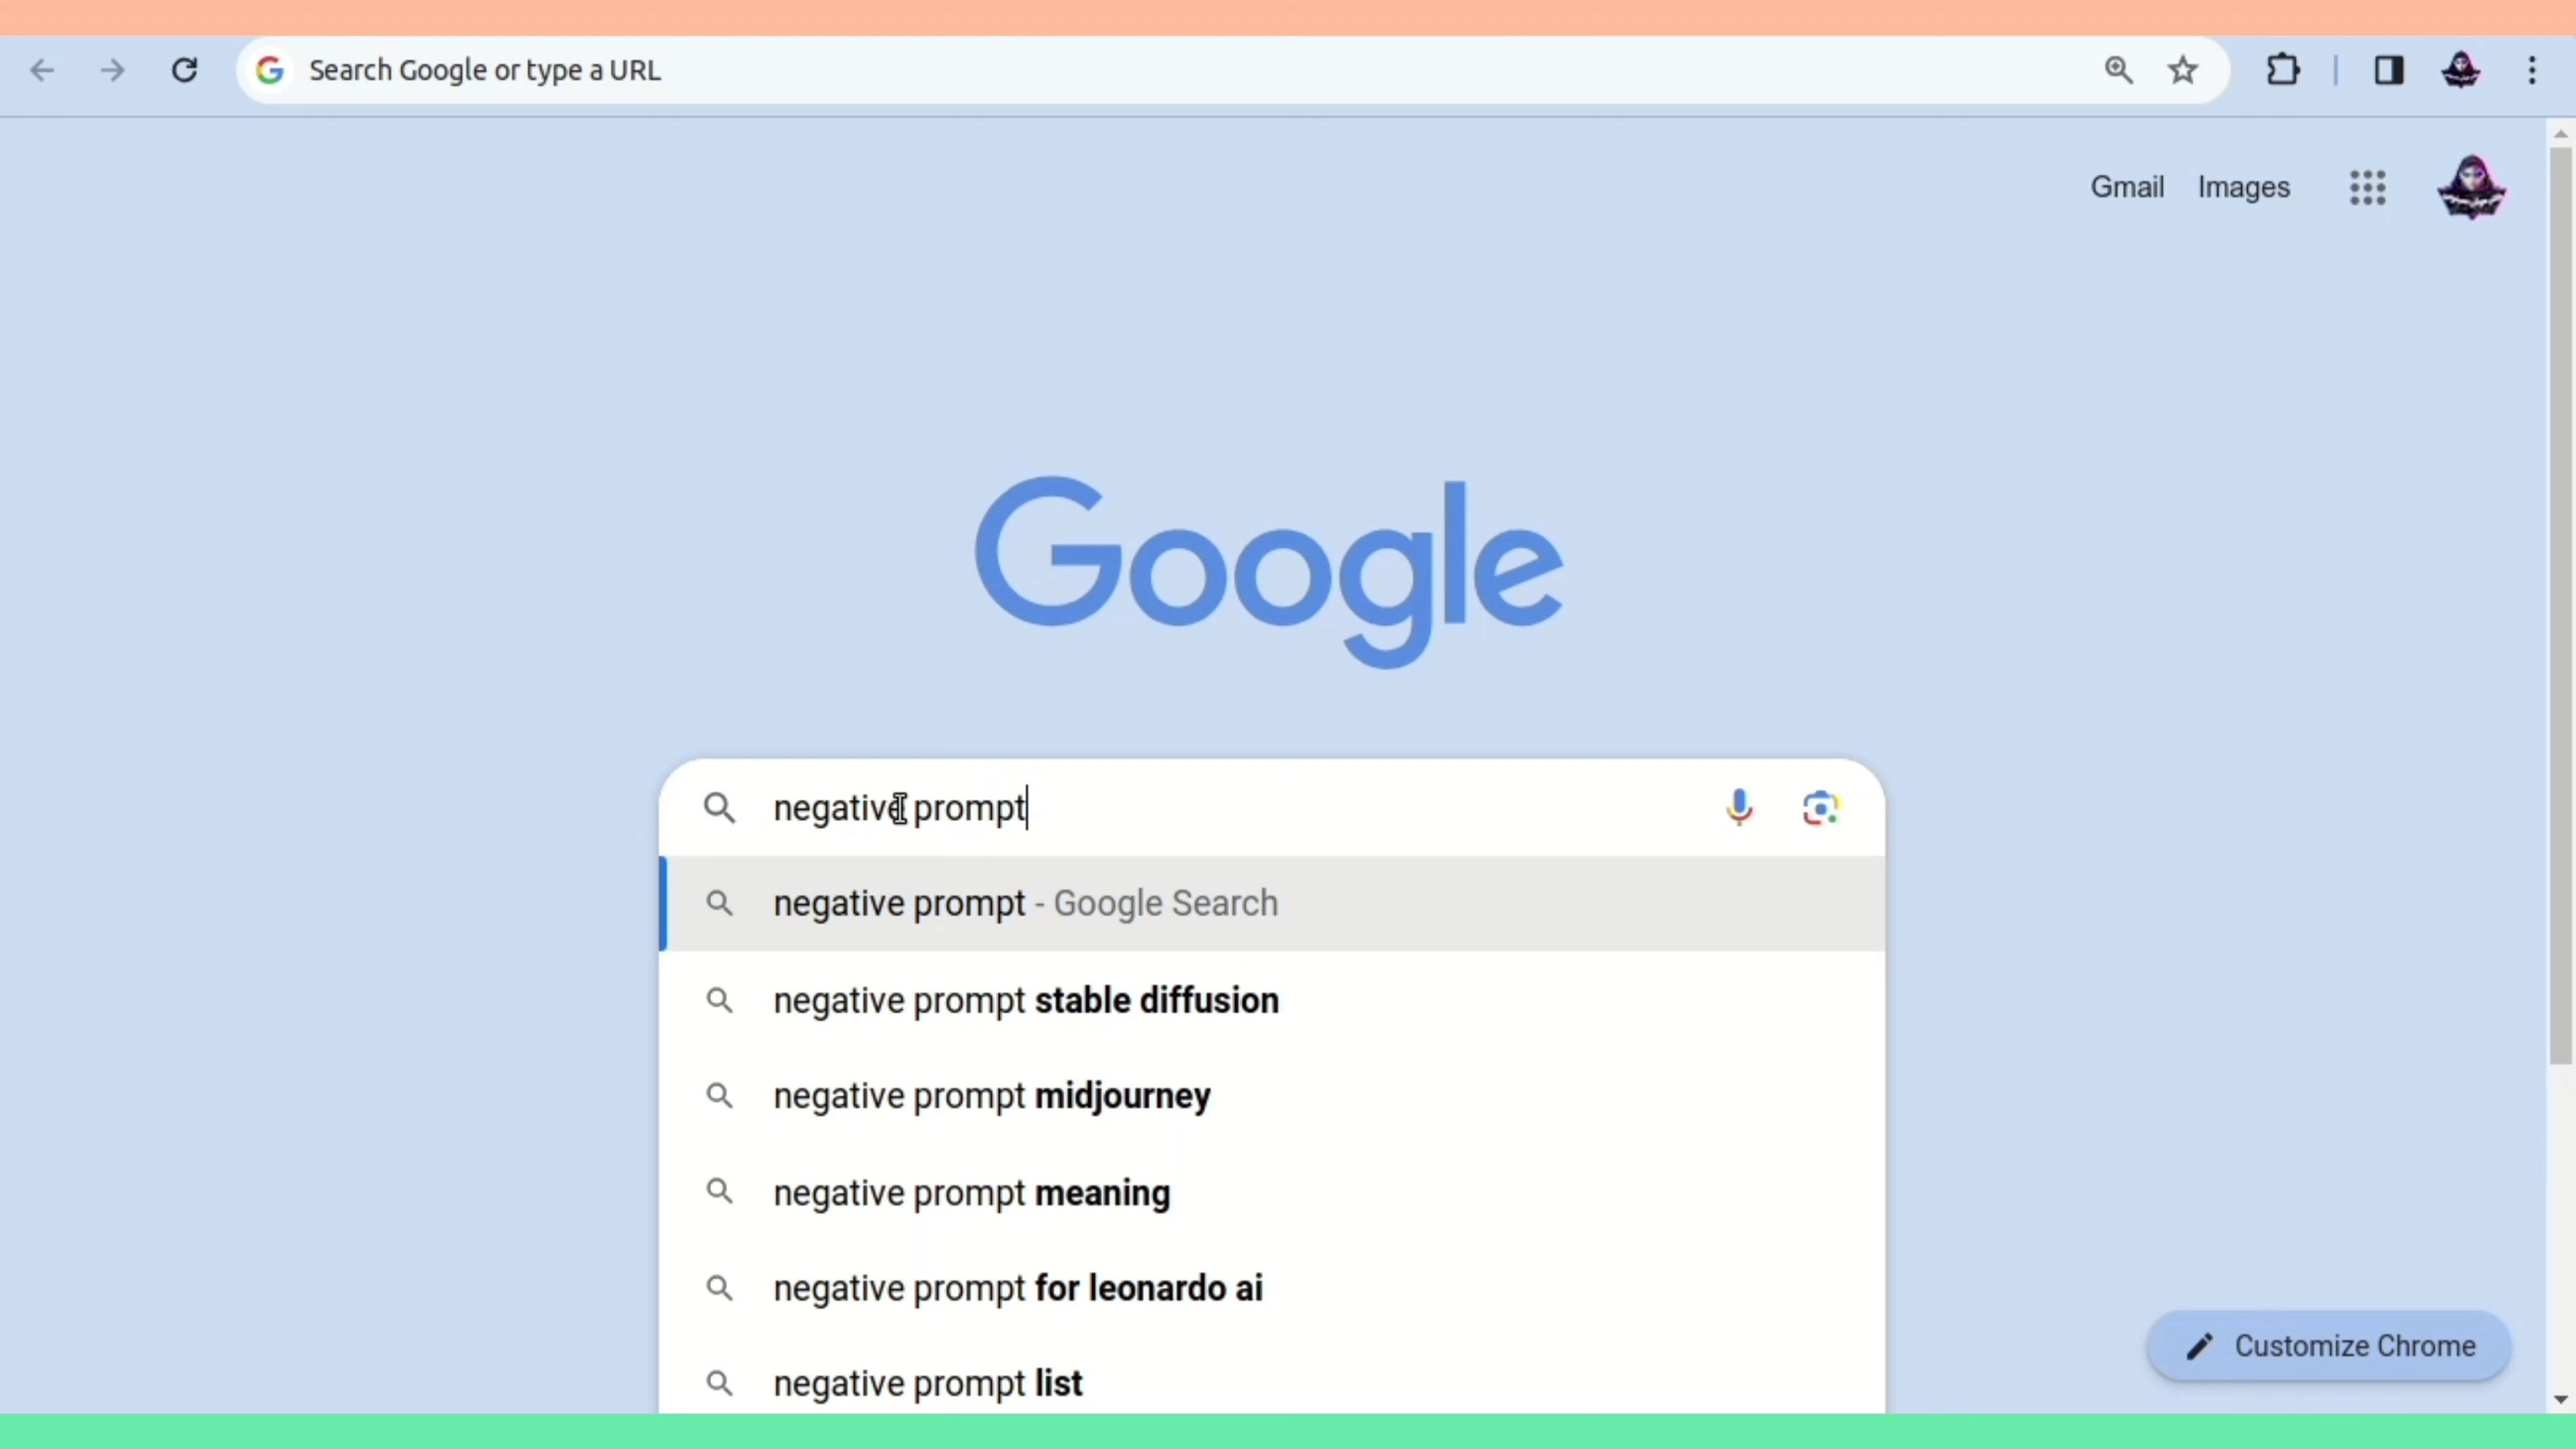 Search Google or type a URL
Gmail Images
Google
negative prompt
negative prompt - Google Search
negative prompt stable diffusion
negative prompt midjourney
negative prompt meaning
negative prompt for leonardo ai
negative prompt list
Customize Chrome